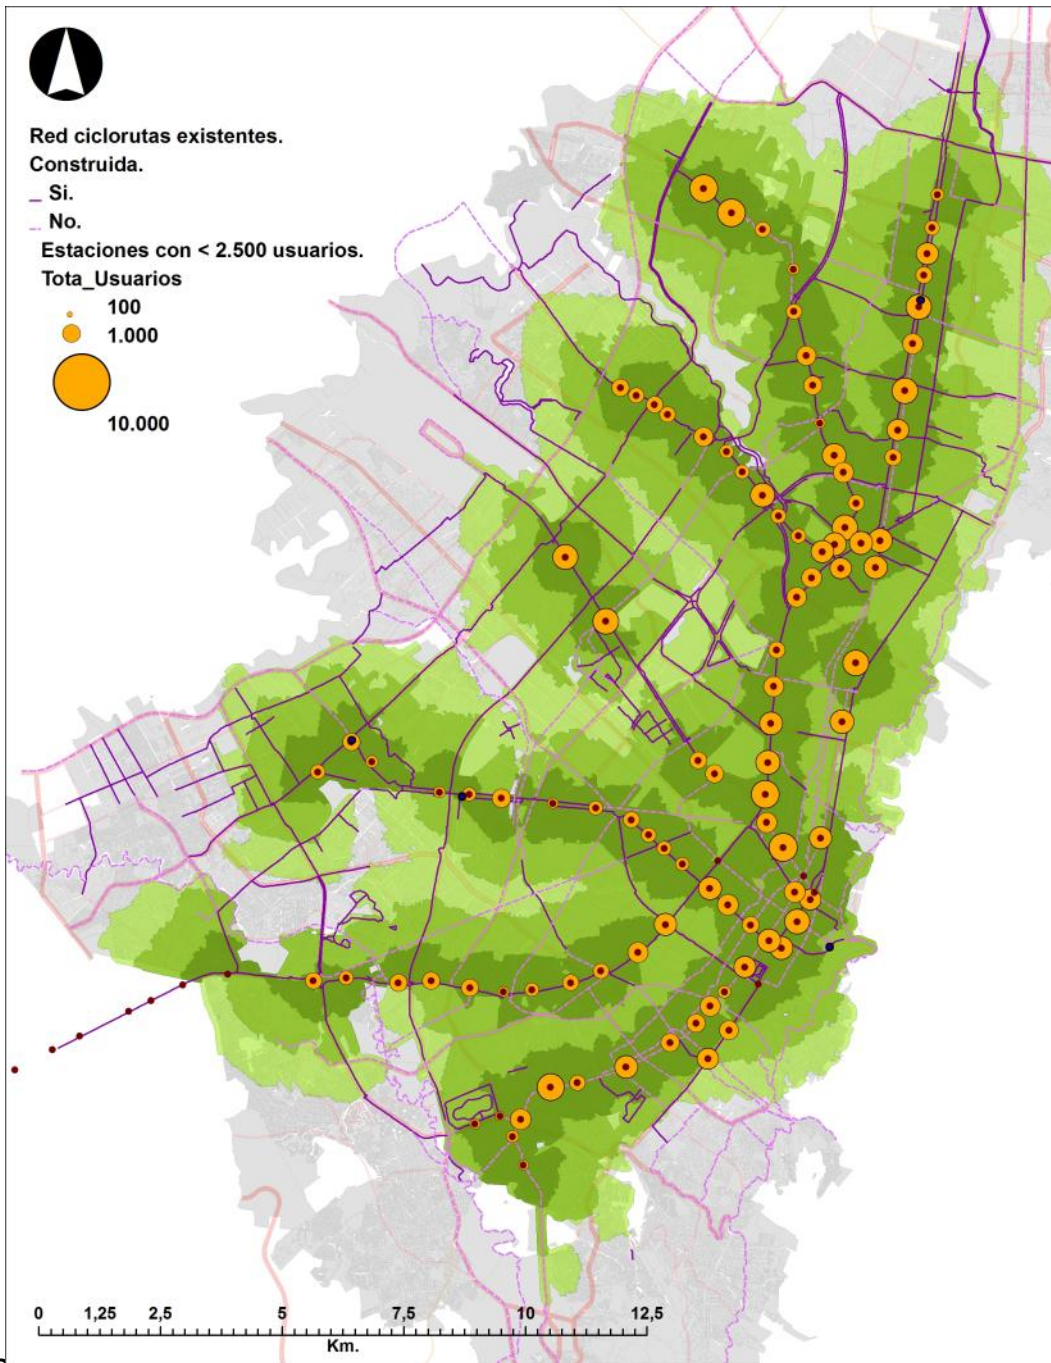 Red ciclorutas existentes.
Construida.
Si.
No.
Estaciones con < 2.500 usuarios.
Tota_Usuarios
100
1.000
10.000
0 1,25 2,5 5 7,5 10 12,5
Km.